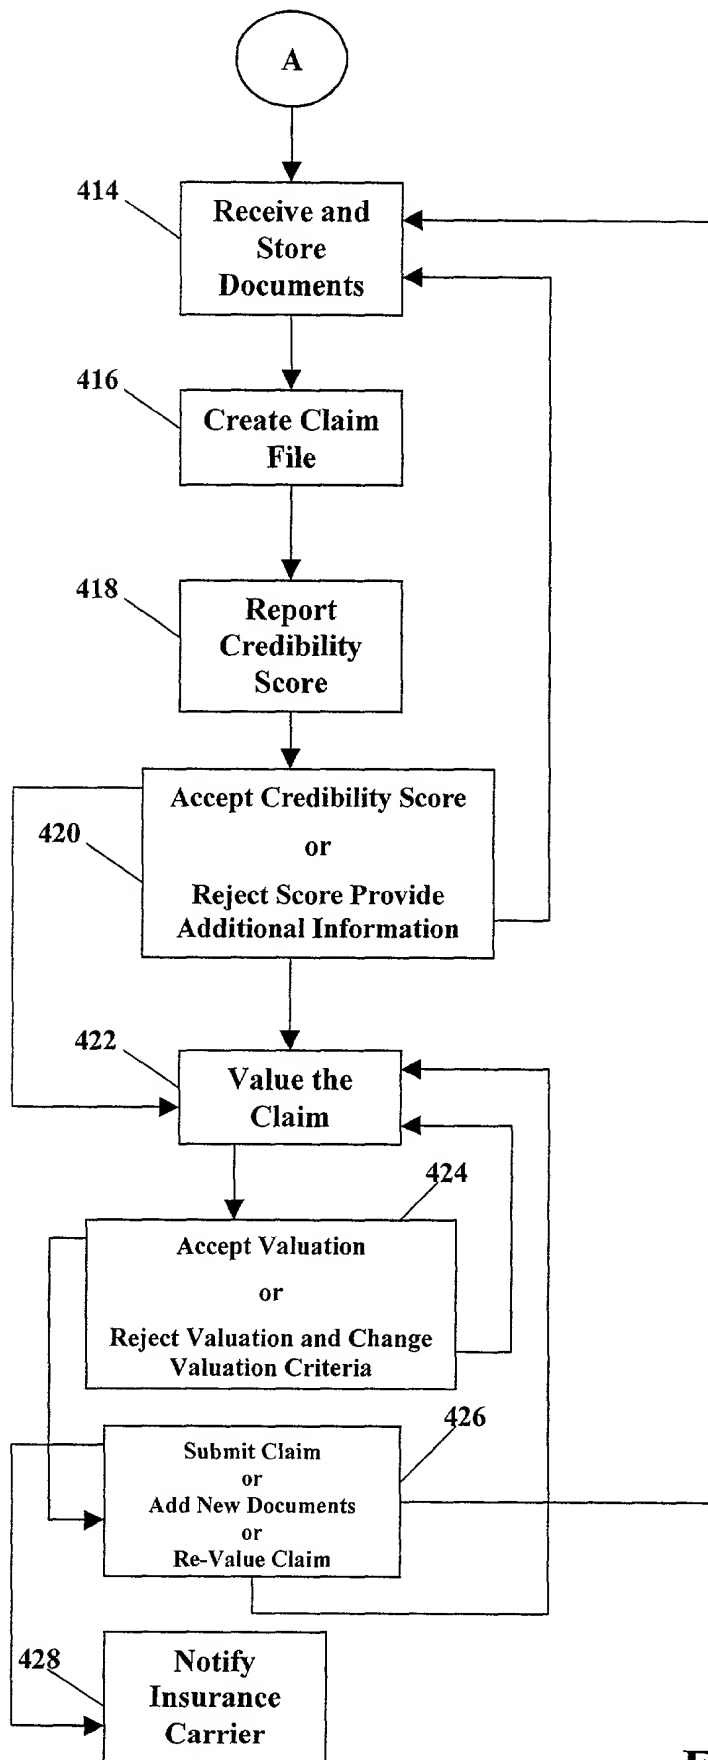 A
414
Receive and
Store
Documents
416
Create Claim
File
418
Report
Credibility
Score
420
Accept Credibility Score
or
Reject Score Provide
Additional Information
422
Value the
Claim
424
Accept Valuation
or
Reject Valuation and Change
Valuation Criteria
426
Submit Claim
or
Add New Documents
or
Re-Value Claim
428
Notify
Insurance
Carrier